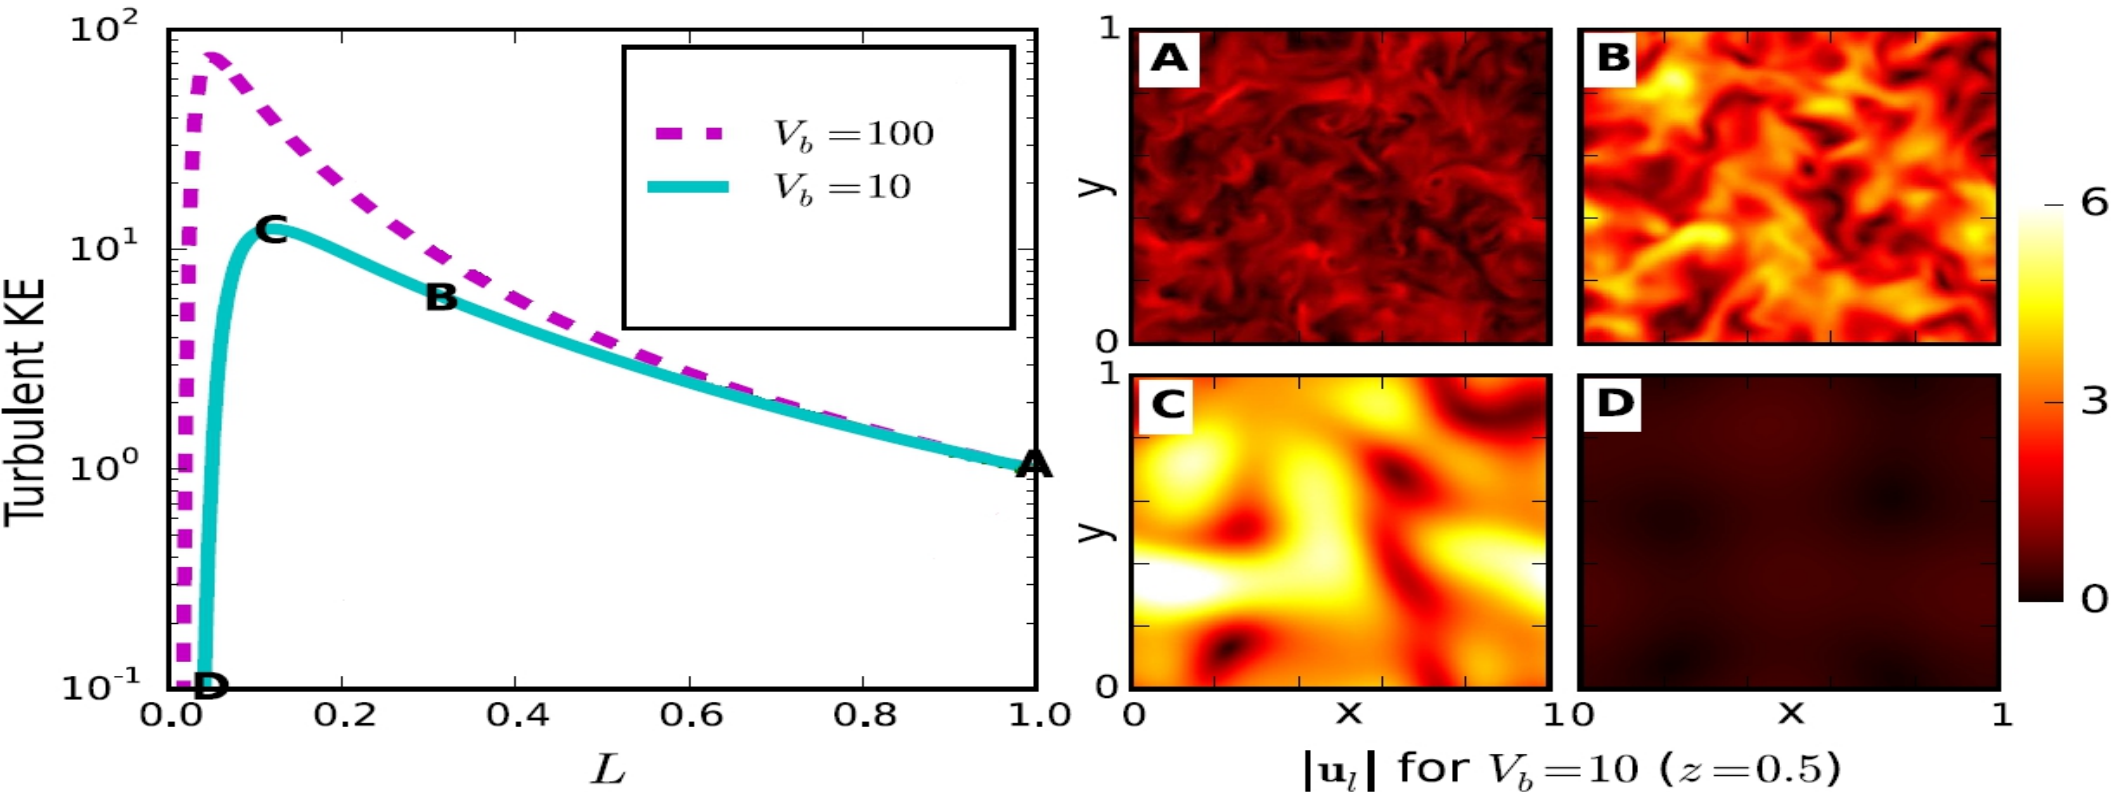 Turbulent KE
10²
10¹
10⁰
10⁻¹
V_b = 100
V_b = 10
A
B
C
D
0.0 0.2 0.4 0.6 0.8 1.0
L
A
B
C
D
1
y
0
1
y
0
0 x 1 0 x 1
6
3
0
|u_l| for V_b = 10 (z = 0.5)